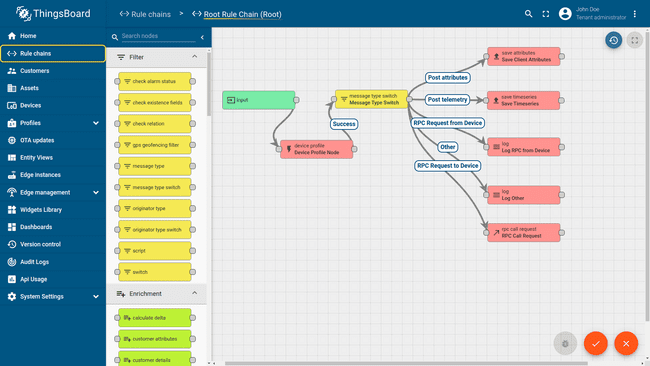 ThingsBoard
Rule chains > Root Rule Chain (Root)
John Doe
Tenant administrator
Home
Rule chains
Customers
Assets
Devices
Profiles
OTA updates
Entity Views
Edge Instances
Edge management
Widgets Library
Dashboards
Version control
Audit Logs
Api Usage
System Settings
Search nodes
Filter
check alarm status
check existence fields
check relation
gps geofencing filter
message type
message type switch
originator type
originator type switch
script
switch
Enrichment
calculate delta
customer attributes
customer details
input
device profile
Device Profile Node
Success
message type switch
Message Type Switch
Post attributes
Post telemetry
RPC Request from Device
Other
RPC Request to Device
save attributes
Save Client Attributes
save timeseries
Save Timeseries
log
Log RPC from Device
log
Log Other
rpc call request
RPC Call Request